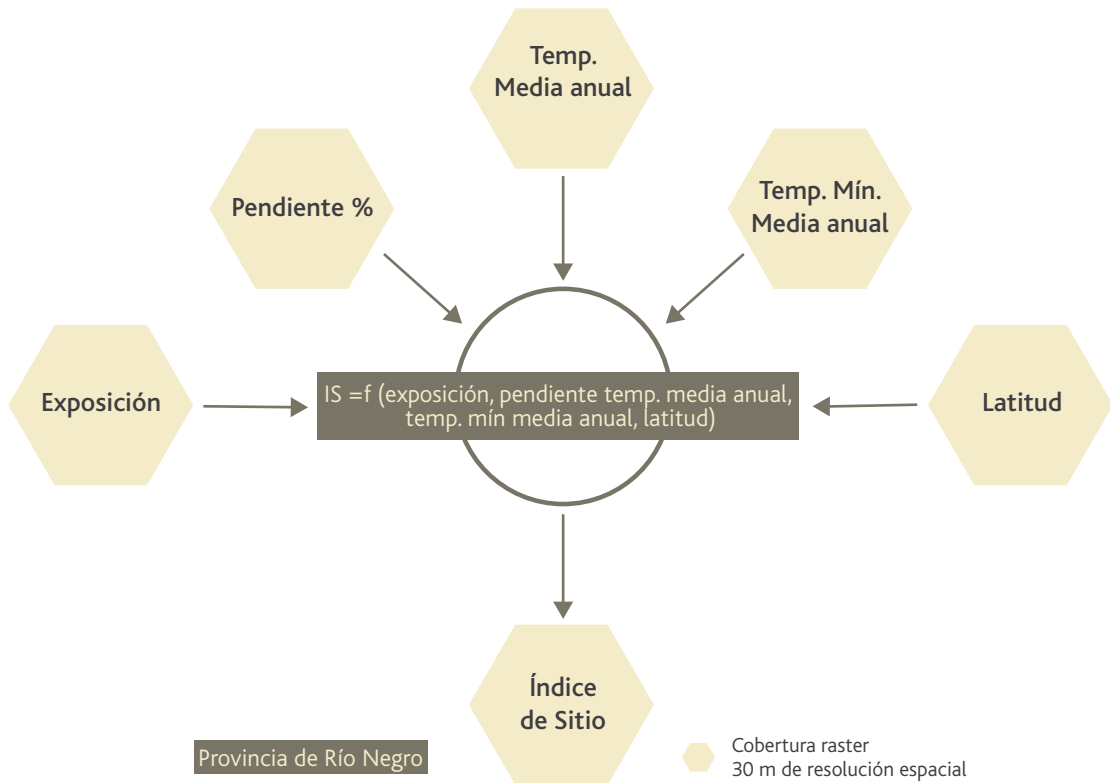 Temp.
Media anual
Pendiente %
Temp. Mín.
Media anual
Exposición
IS =f (exposición, pendiente temp. media anual,
temp. mín media anual, latitud)
Latitud
Índice
de Sitio
Provincia de Río Negro
Cobertura raster
30 m de resolución espacial